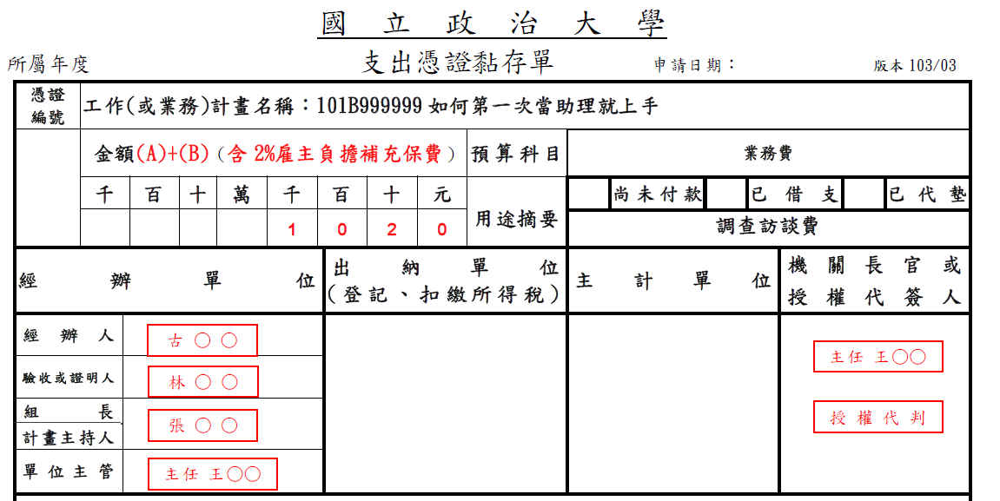 國立政治大學
所屬年度 支出憑證黏存單 申請日期： 版本 103/03
憑證編號 工作(或業務)計畫名稱：101B999999 如何第一次當助理就上手
金額(A)+(B)（含 2%雇主負擔補充保費） 預算科目 業務費
千 百 十 萬 千 百 十 元 用途摘要 尚未付款 已借支 已代墊
1 0 2 0 調查訪談費
經辦單位 出納單位 主計單位 機關長官或
(登記、扣繳所得稅) 授權代簽人
經辦人 古〇〇 主任 王〇〇
驗收或證明人 林〇〇
組長 張〇〇 授權代判
計畫主持人
單位主管 主任 王〇〇